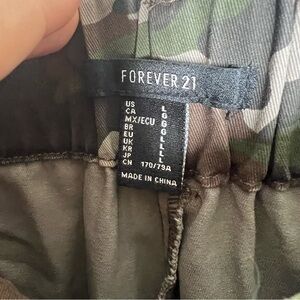 FOREVER 21
US L
CA G
MX/ECU G
BR G
EU L
UK L
KR L
JP L
CN 170/73A
MADE IN CHINA